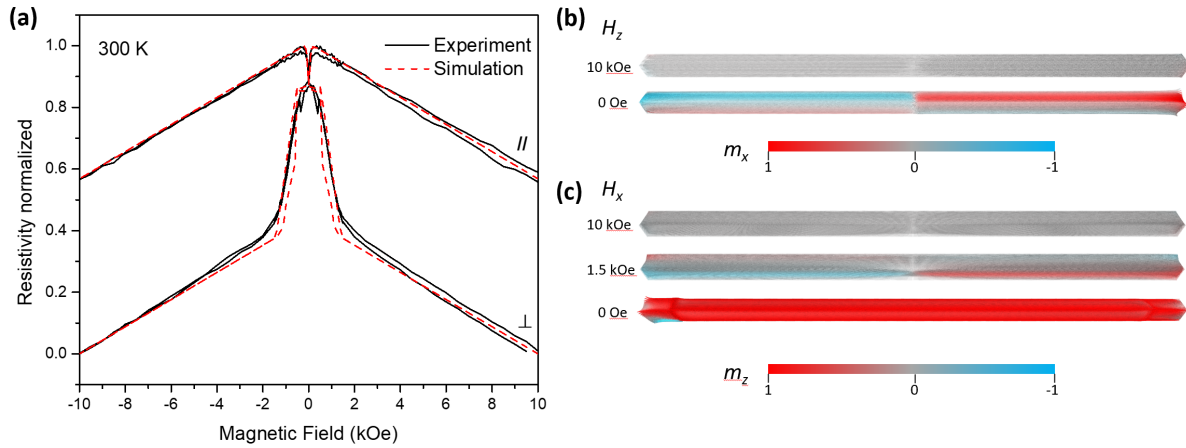 (a)
300 K
Experiment
Simulation
//
⊥
1.0
0.8
0.6
0.4
0.2
0.0
Resistivity normalized
-10 -8 -6 -4 -2 0 2 4 6 8 10
Magnetic Field (kOe)
(b)
Hz
10 kOe
0 Oe
mx
1 0 -1
(c)
Hx
10 kOe
1.5 kOe
0 Oe
mz
1 0 -1